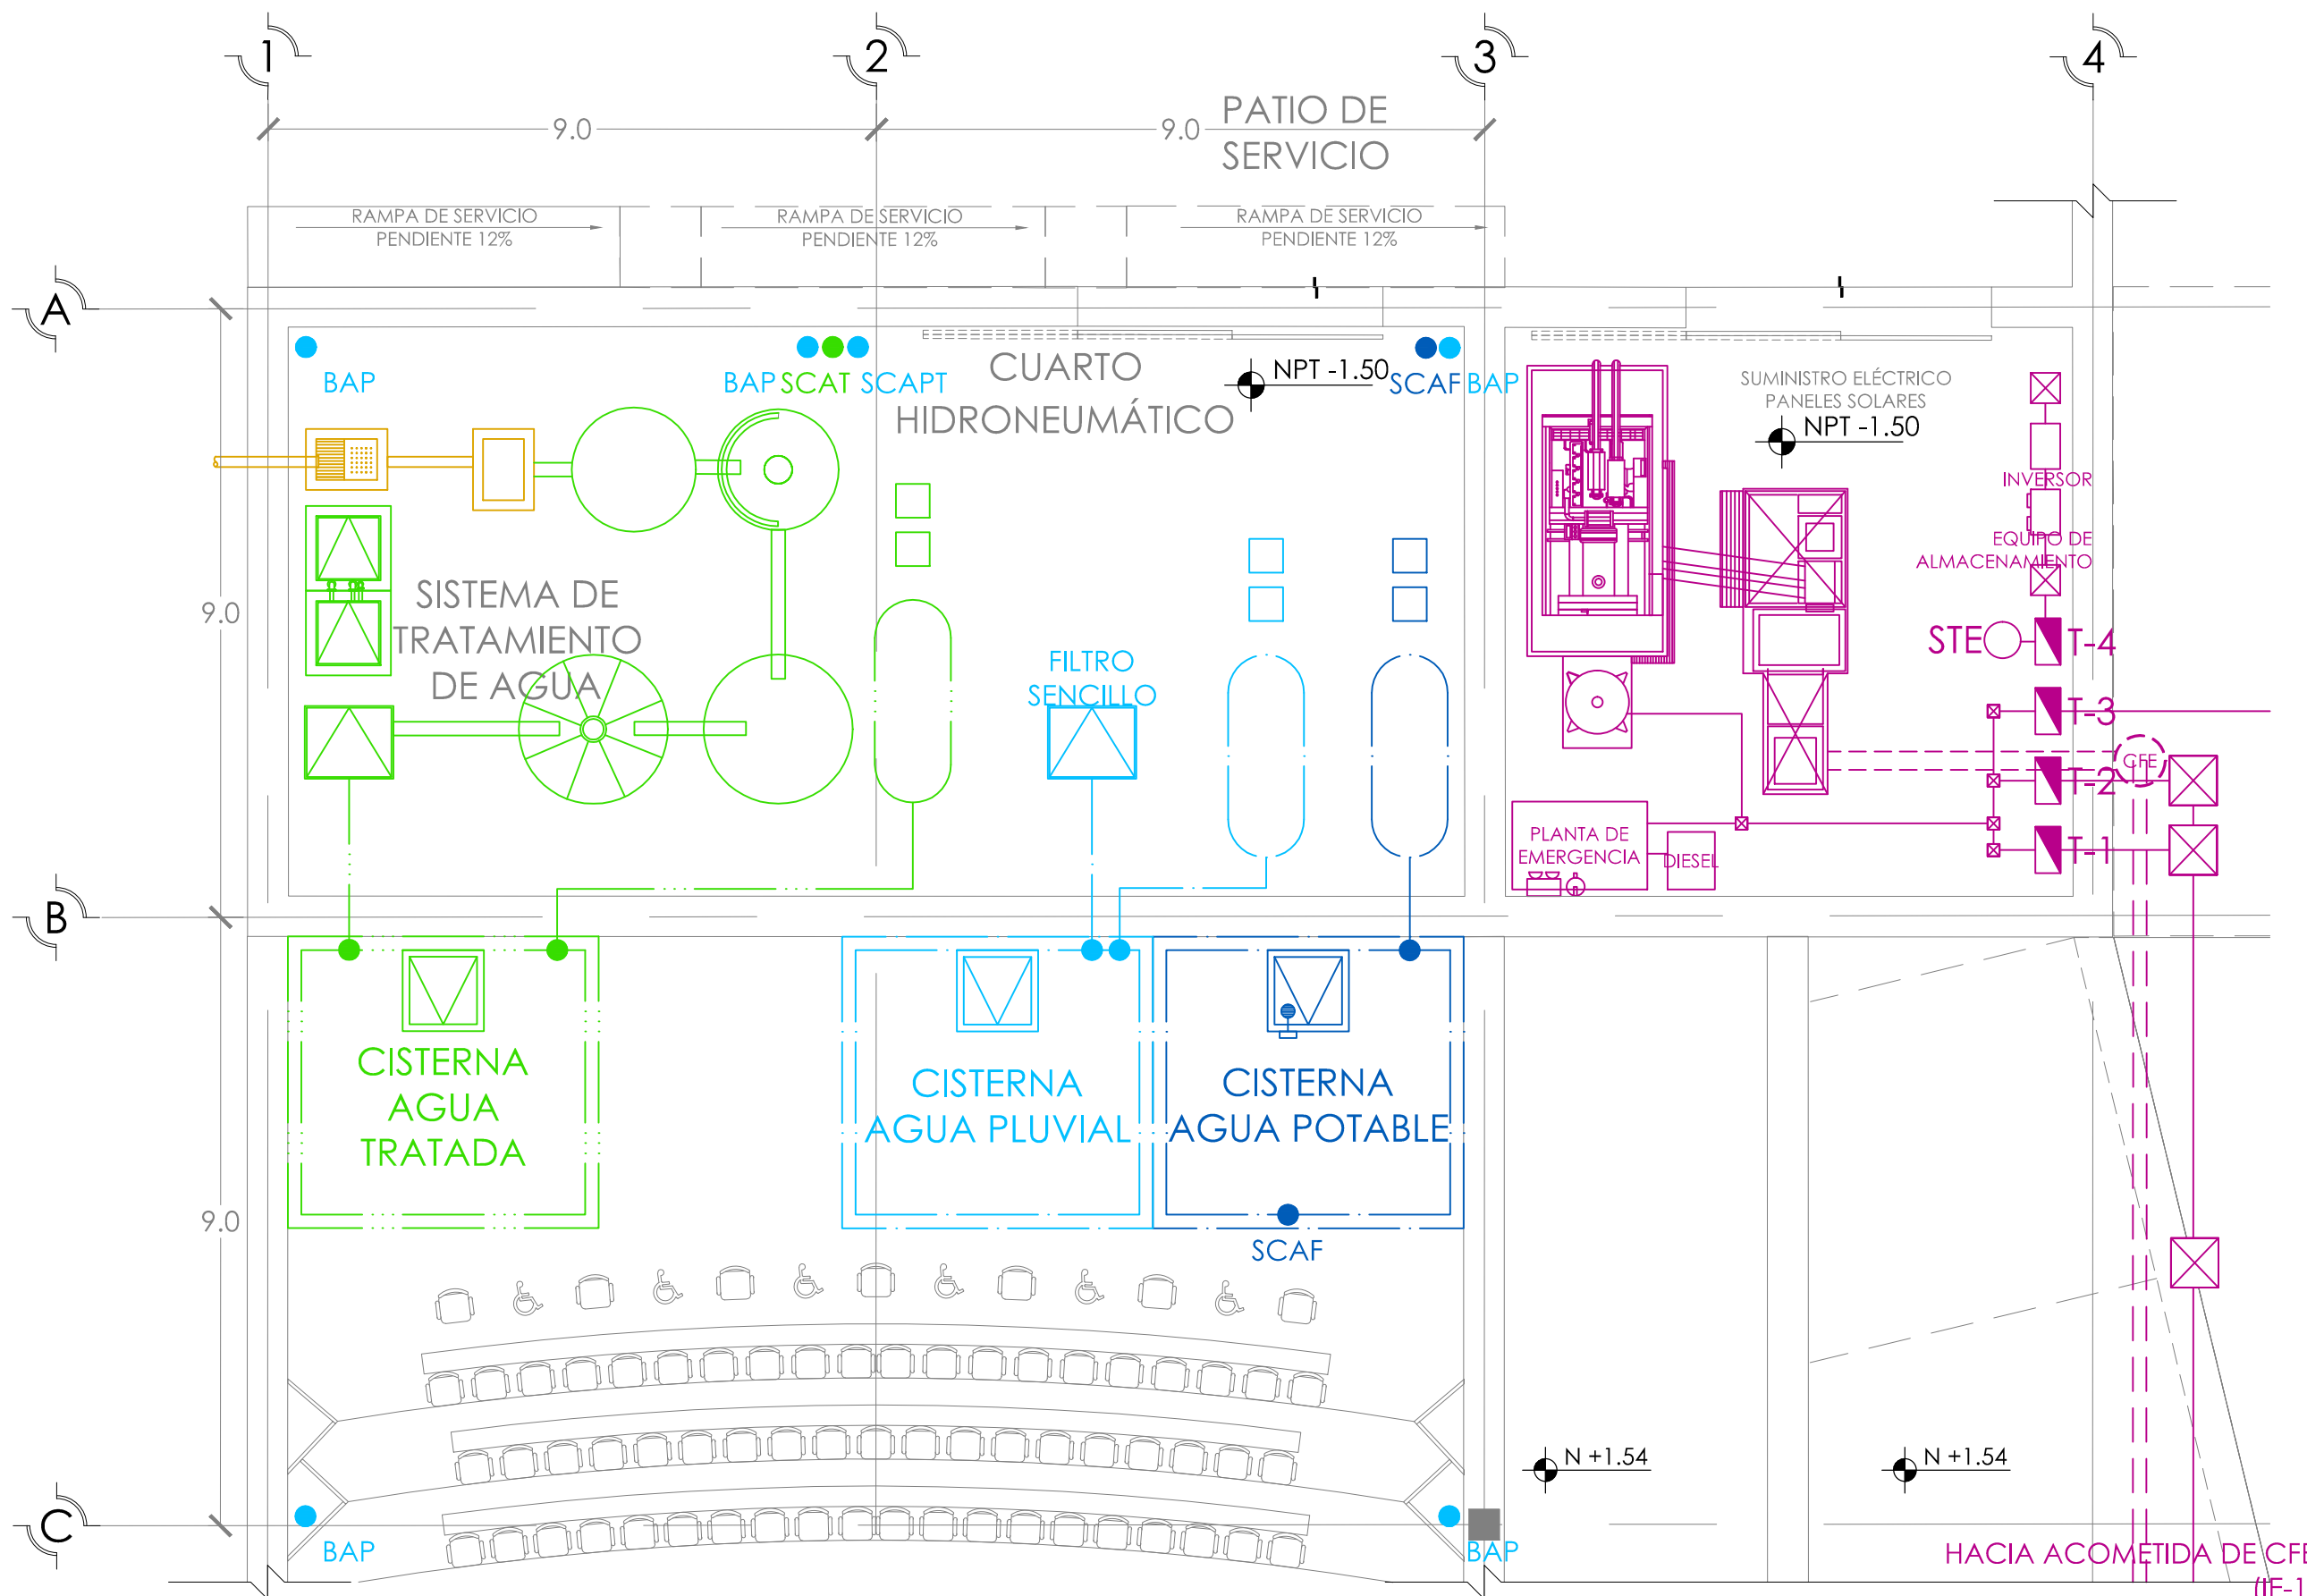 1
2
3
4
9.0
9.0
PATIO DE
SERVICIO
RAMPA DE SERVICIO
PENDIENTE 12%
RAMPA DE SERVICIO
PENDIENTE 12%
RAMPA DE SERVICIO
PENDIENTE 12%
A
BAP
BAP SCAT SCAPT
CUARTO
HIDRONEUMÁTICO
NPT -1.50
SCAF BAP
SUMINISTRO ELÉCTRICO
PANELES SOLARES
NPT -1.50
INVERSOR
EQUIPO DE
ALMACENAMIENTO
9.0
SISTEMA DE
TRATAMIENTO
DE AGUA
FILTRO
SENCILLO
STE
T-4
T-3
CFE
T-2
T-1
PLANTA DE
EMERGENCIA
DIESEL
B
CISTERNA
AGUA
TRATADA
CISTERNA
AGUA PLUVIAL
CISTERNA
AGUA POTABLE
9.0
SCAF
N +1.54
N +1.54
C
BAP
BAP
HACIA ACOMETIDA DE CFE
(IE-1